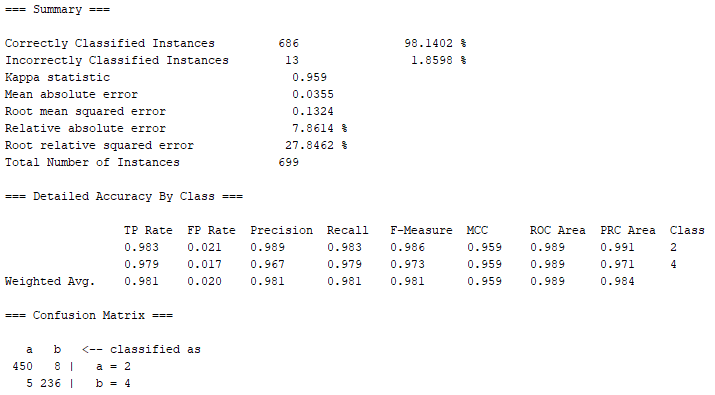 === Summary ===
Correctly Classified Instances 686 98.1402 %
Incorrectly Classified Instances 13 1.8598 %
Kappa statistic 0.959
Mean absolute error 0.0355
Root mean squared error 0.1324
Relative absolute error 7.8614 %
Root relative squared error 27.8462 %
Total Number of Instances 699
=== Detailed Accuracy By Class ===
TP Rate FP Rate Precision Recall F-Measure MCC ROC Area PRC Area Class
0.983 0.021 0.989 0.983 0.986 0.959 0.989 0.991 2
0.979 0.017 0.967 0.979 0.973 0.959 0.989 0.971 4
Weighted Avg. 0.981 0.020 0.981 0.981 0.981 0.959 0.989 0.984
=== Confusion Matrix ===
a b <-- classified as
450 8 | a = 2
5 236 | b = 4